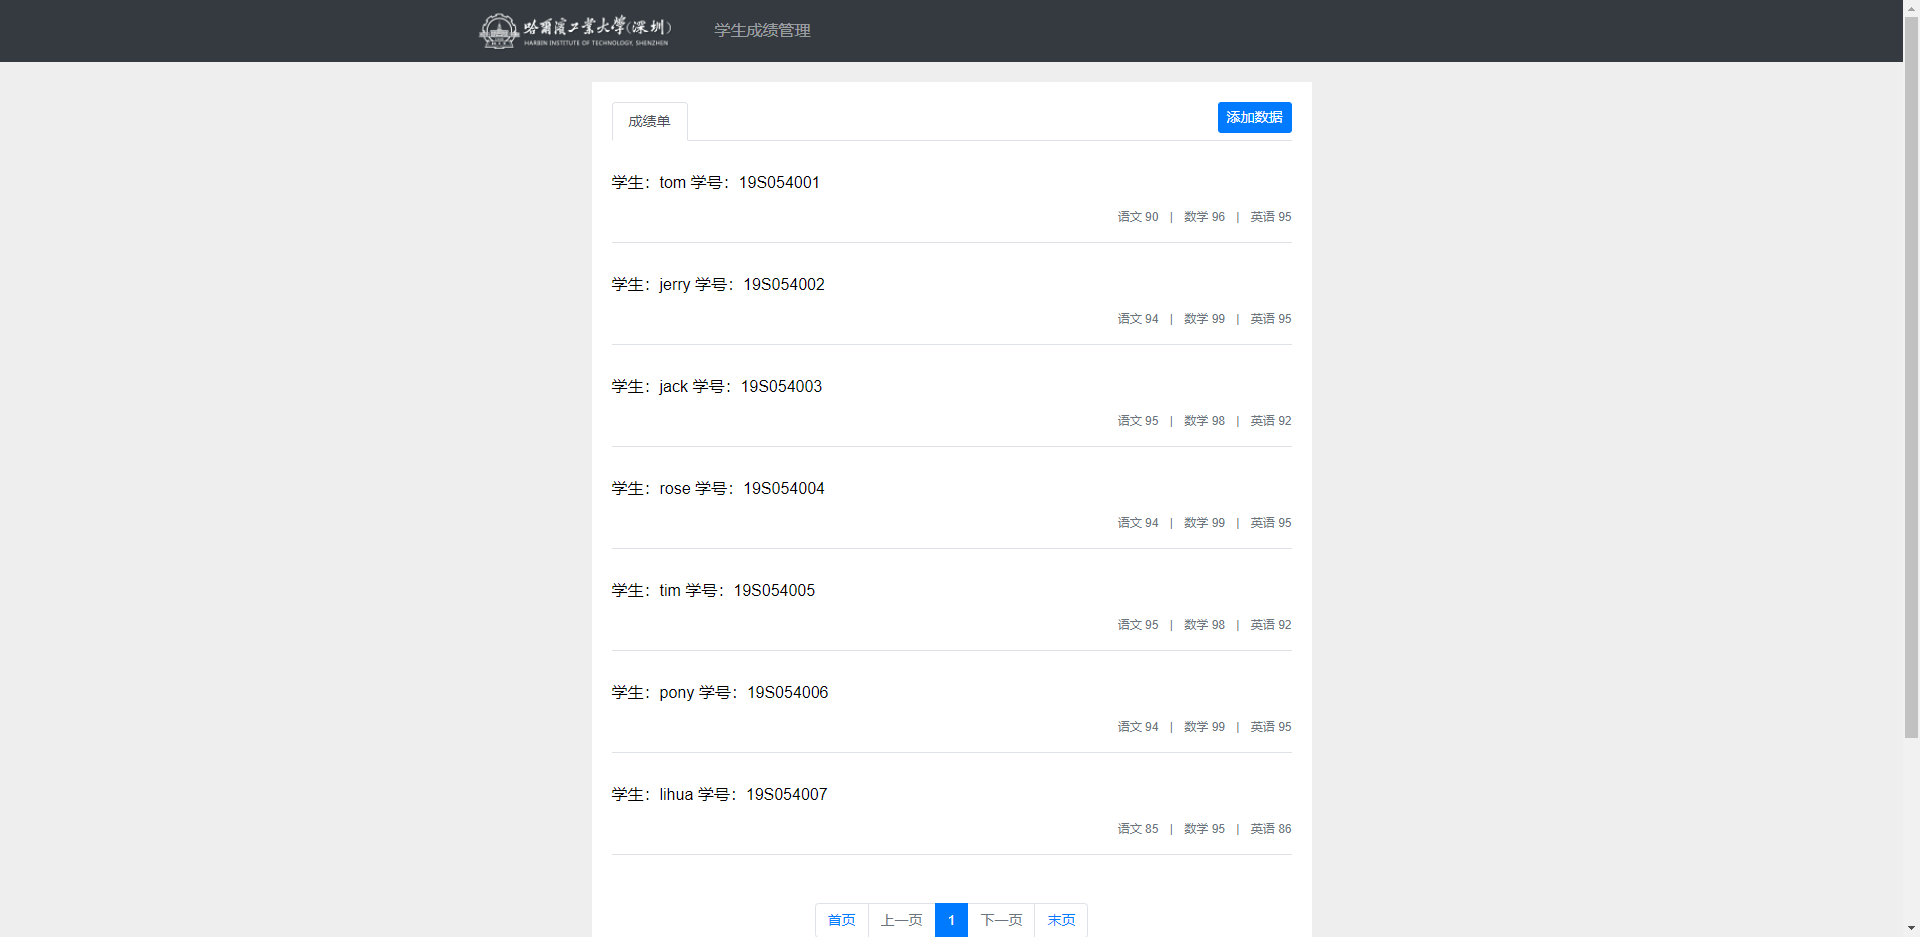 哈爾濱工業大學(深圳)
HARBIN INSTITUTE OF TECHNOLOGY, SHENZHEN
学生成绩管理
成绩单
添加数据
学生：tom 学号：19S054001
语文 90 | 数学 96 | 英语 95
学生：jerry 学号：19S054002
语文 94 | 数学 99 | 英语 95
学生：jack 学号：19S054003
语文 95 | 数学 98 | 英语 92
学生：rose 学号：19S054004
语文 94 | 数学 99 | 英语 95
学生：tim 学号：19S054005
语文 95 | 数学 98 | 英语 92
学生：pony 学号：19S054006
语文 94 | 数学 99 | 英语 95
学生：lihua 学号：19S054007
语文 85 | 数学 95 | 英语 86
首页 上一页 1 下一页 末页